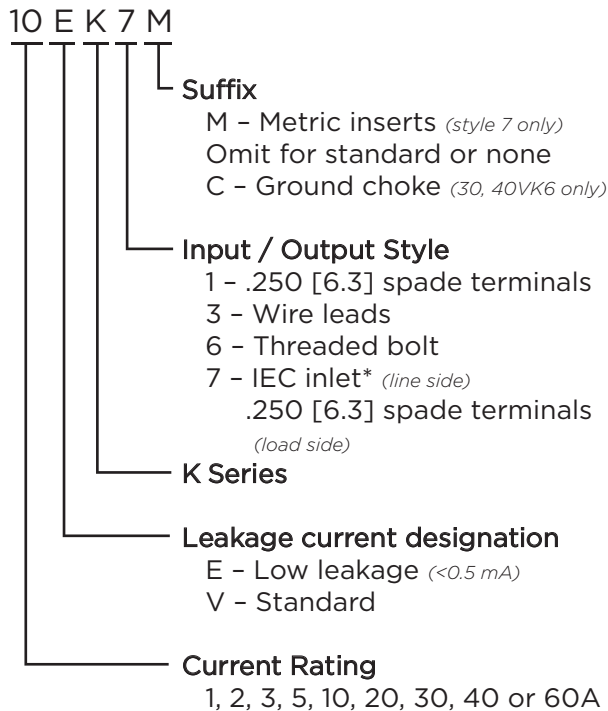 10 E K 7 M
Suffix
M – Metric inserts (style 7 only)
Omit for standard or none
C – Ground choke (30, 40VK6 only)
Input / Output Style
1 – .250 [6.3] spade terminals
3 – Wire leads
6 – Threaded bolt
7 – IEC inlet* (line side)
.250 [6.3] spade terminals
(load side)
K Series
Leakage current designation
E – Low leakage (<0.5 mA)
V – Standard
Current Rating
1, 2, 3, 5, 10, 20, 30, 40 or 60A